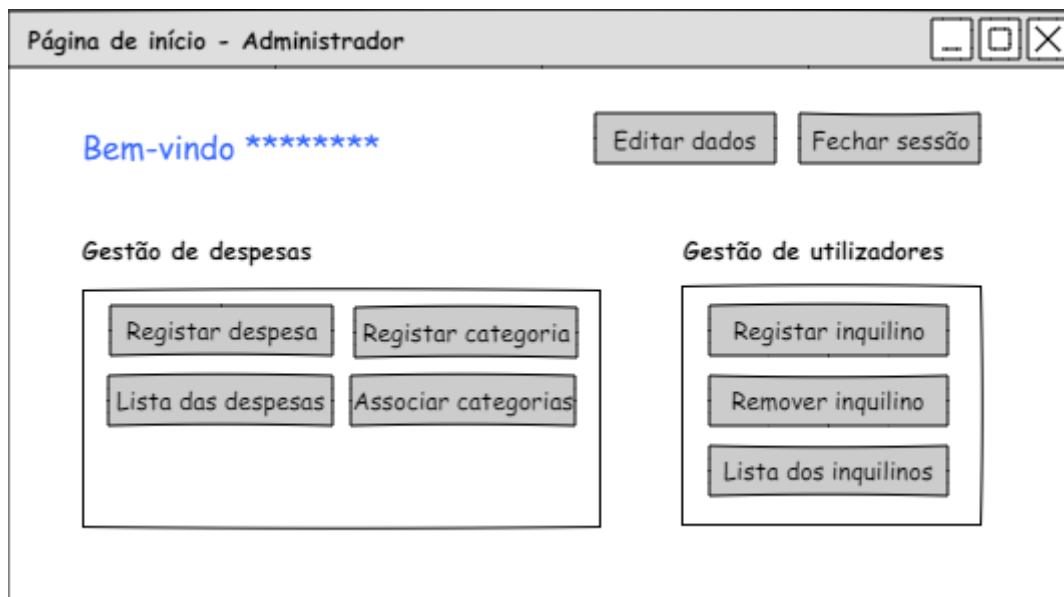 Página de início - Administrador
Bem-vindo ********
Editar dados
Fechar sessão
Gestão de despesas
Registar despesa
Registar categoria
Lista das despesas
Associar categorias
Gestão de utilizadores
Registar inquilino
Remover inquilino
Lista dos inquilinos